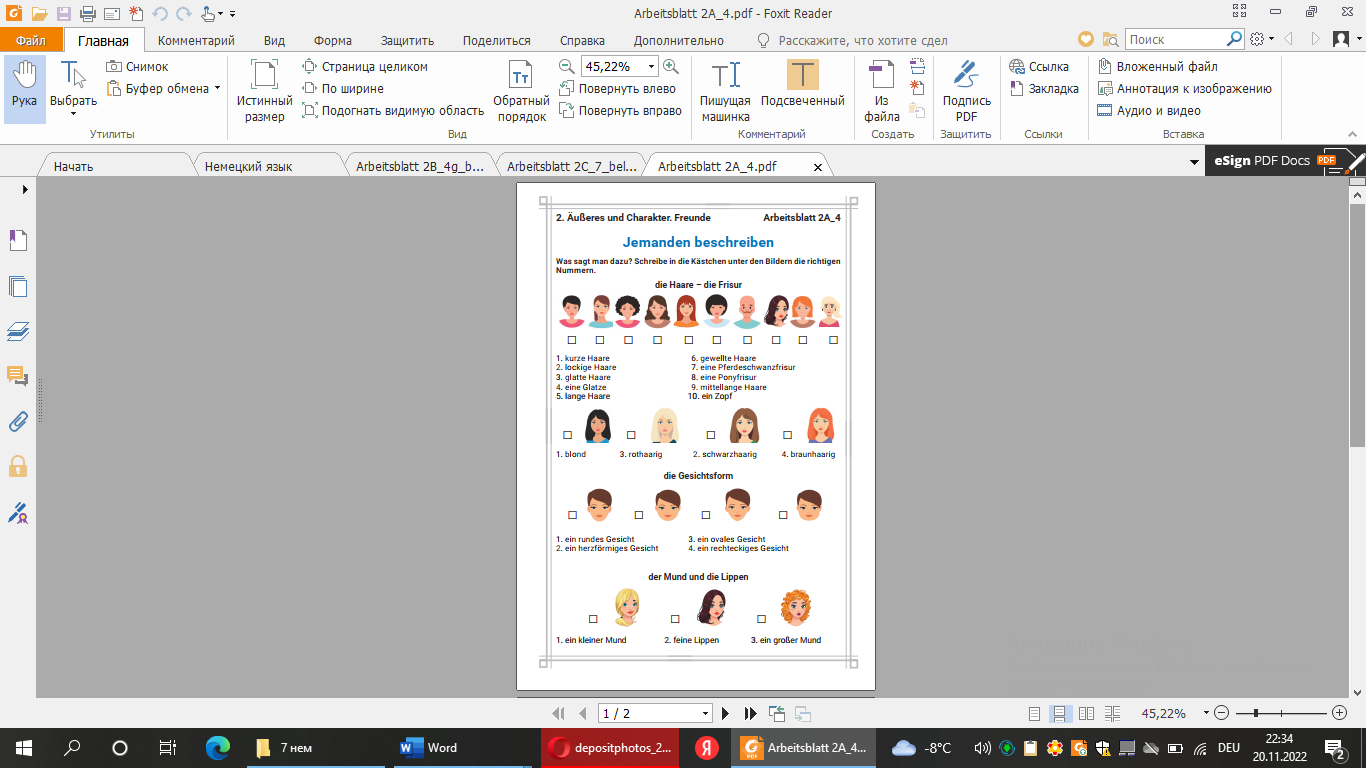 Arbeitsblatt 2A_4.pdf - Foxit Reader
Файл Главная Комментарий Вид Форма Защитить Поделиться Справка Дополнительно Расскажите, что хотите сдел Поиск
Рука
Выбрать
Снимок
Буфер обмена
Утилиты
Истинный размер
Страница целиком
По ширине
Подогнать видимую область
Обратный порядок
45,22%
Повернуть влево
Повернуть вправо
Вид
Пишущая машинка
Подсвеченный
Комментарий
Из файла
Создать
Подпись PDF
Защитить
Ссылка
Закладка
Ссылки
Вложенный файл
Аннотация к изображению
Аудио и видео
Вставка
Начать Немецкий язык Arbeitsblatt 2B_4g_b... Arbeitsblatt 2C_7_bel... Arbeitsblatt 2A_4.pdf
eSign PDF Docs PDF
2. Äußeres und Charakter. Freunde Arbeitsblatt 2A_4
Jemanden beschreiben
Was sagt man dazu? Schreibe in die Kästchen unter den Bildern die richtigen
Nummern.
die Haare – die Frisur
1. kurze Haare 6. gewellte Haare
2. lockige Haare 7. eine Pferdeschwanzfrisur
3. glatte Haare 8. eine Ponyfrisur
4. eine Glatze 9. mittellange Haare
5. lange Haare 10. ein Zopf
1. blond 3. rothaarig 2. schwarzhaarig 4. braunhaarig
die Gesichtsform
1. ein rundes Gesicht 3. ein ovales Gesicht
2. ein herzförmiges Gesicht 4. ein rechteckiges Gesicht
der Mund und die Lippen
1. ein kleiner Mund 2. feine Lippen 3. ein großer Mund
1 / 2
45,22%
7 нем Word depositphotos_2... Я Arbeitsblatt 2A_4... -8°C DEU 22:34
20.11.2022
2